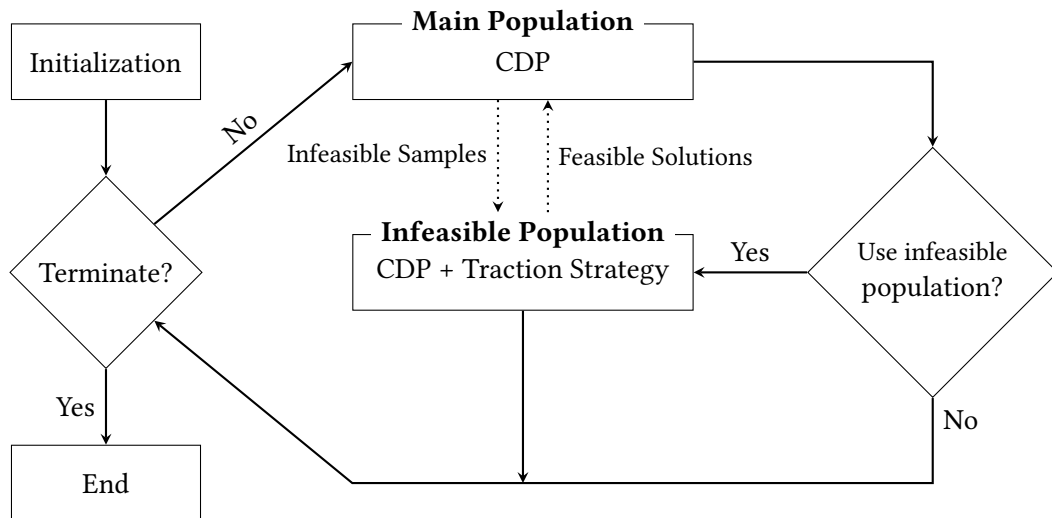 Initialization
Main Population
CDP
No
Infeasible Samples
Feasible Solutions
Terminate?
Infeasible Population
CDP + Traction Strategy
Yes
Use infeasible
population?
Yes
No
End